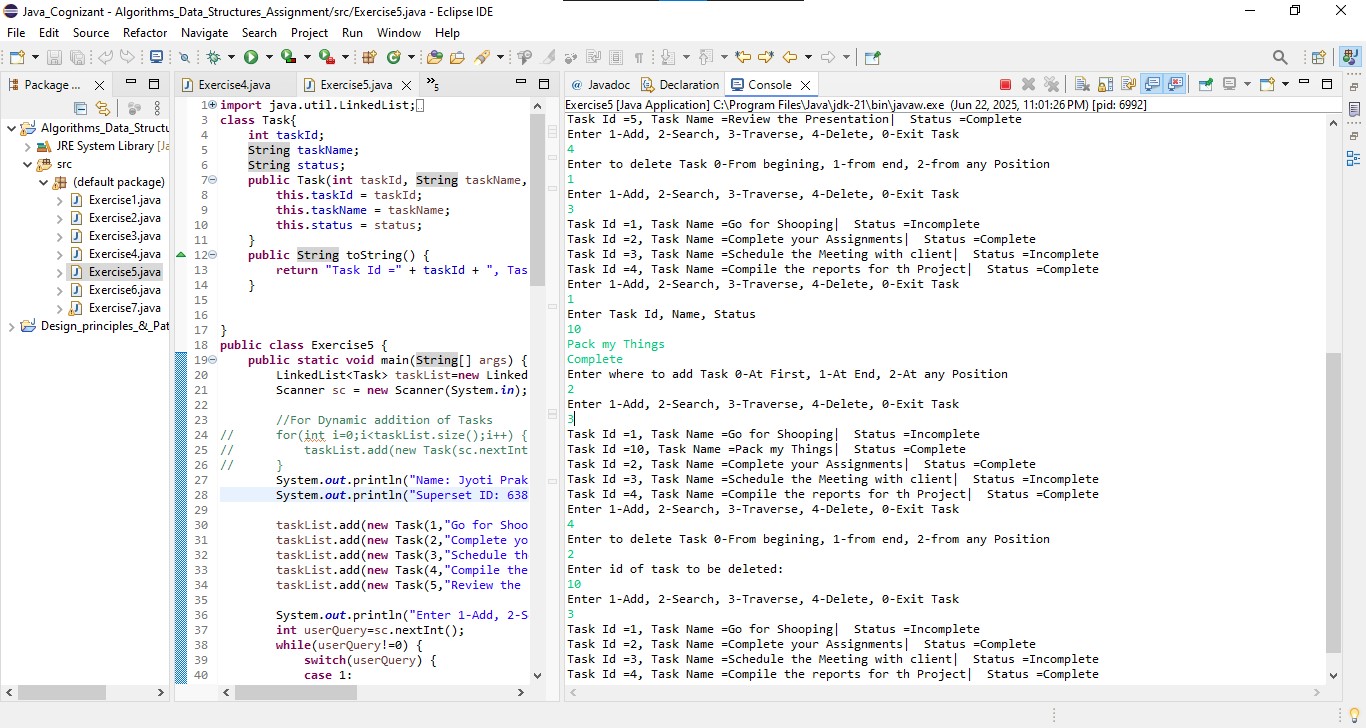 Java_Cognizant - Algorithms_Data_Structures_Assignment/src/Exercise5.java - Eclipse IDE
File Edit Source Refactor Navigate Search Project Run Window Help
Package ...
Algorithms_Data_Structu
JRE System Library [Ja
src
(default package)
Exercise1.java
Exercise2.java
Exercise3.java
Exercise4.java
Exercise5.java
Exercise6.java
Exercise7.java
Design_principles_&_Pat
Exercise4.java Exercise5.java »5
1 import java.util.LinkedList;
3 class Task{
4 int taskId;
5 String taskName;
6 String status;
7 public Task(int taskId, String taskName,
8 this.taskId = taskId;
9 this.taskName = taskName;
10 this.status = status;
11 }
12 public String toString() {
13 return "Task Id =" + taskId + ", Tas
14 }
15
16
17 }
18 public class Exercise5 {
19 public static void main(String[] args) {
20 LinkedList<Task> taskList=new Linked
21 Scanner sc = new Scanner(System.in);
22
23 //For Dynamic addition of Tasks
24 // for(int i=0;i<taskList.size();i++) {
25 // taskList.add(new Task(sc.nextInt
26 // }
27 System.out.println("Name: Jyoti Prak
28 System.out.println("Superset ID: 638
29
30 taskList.add(new Task(1,"Go for Shoo
31 taskList.add(new Task(2,"Complete yo
32 taskList.add(new Task(3,"Schedule th
33 taskList.add(new Task(4,"Compile the
34 taskList.add(new Task(5,"Review the
35
36 System.out.println("Enter 1-Add, 2-S
37 int userQuery=sc.nextInt();
38 while(userQuery!=0) {
39 switch(userQuery) {
40 case 1:
@ Javadoc Declaration Console
Exercise5 [Java Application] C:\Program Files\Java\jdk-21\bin\javaw.exe (Jun 22, 2025, 11:01:26 PM) [pid: 6992]
Task Id =5, Task Name =Review the Presentation| Status =Complete
Enter 1-Add, 2-Search, 3-Traverse, 4-Delete, 0-Exit Task
4
Enter to delete Task 0-From begining, 1-from end, 2-from any Position
1
Enter 1-Add, 2-Search, 3-Traverse, 4-Delete, 0-Exit Task
3
Task Id =1, Task Name =Go for Shooping| Status =Incomplete
Task Id =2, Task Name =Complete your Assignments| Status =Complete
Task Id =3, Task Name =Schedule the Meeting with client| Status =Incomplete
Task Id =4, Task Name =Compile the reports for th Project| Status =Complete
Enter 1-Add, 2-Search, 3-Traverse, 4-Delete, 0-Exit Task
1
Enter Task Id, Name, Status
10
Pack my Things
Complete
Enter where to add Task 0-At First, 1-At End, 2-At any Position
2
Enter 1-Add, 2-Search, 3-Traverse, 4-Delete, 0-Exit Task
3
Task Id =1, Task Name =Go for Shooping| Status =Incomplete
Task Id =10, Task Name =Pack my Things| Status =Complete
Task Id =2, Task Name =Complete your Assignments| Status =Complete
Task Id =3, Task Name =Schedule the Meeting with client| Status =Incomplete
Task Id =4, Task Name =Compile the reports for th Project| Status =Complete
Enter 1-Add, 2-Search, 3-Traverse, 4-Delete, 0-Exit Task
4
Enter to delete Task 0-From begining, 1-from end, 2-from any Position
2
Enter id of task to be deleted:
10
Enter 1-Add, 2-Search, 3-Traverse, 4-Delete, 0-Exit Task
3
Task Id =1, Task Name =Go for Shooping| Status =Incomplete
Task Id =2, Task Name =Complete your Assignments| Status =Complete
Task Id =3, Task Name =Schedule the Meeting with client| Status =Incomplete
Task Id =4, Task Name =Compile the reports for th Project| Status =Complete